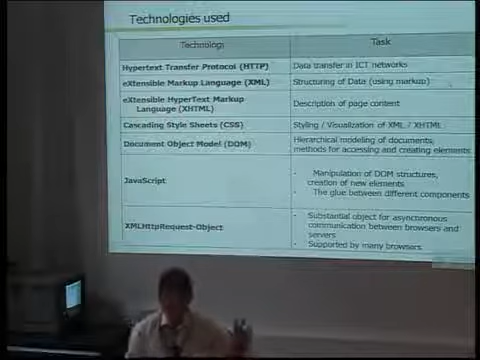 Technologies used
Technology
Task
Hypertext Transfer Protocol (HTTP)
Data transfer in ICT networks
eXtensible Markup Language (XML)
Structuring of Data (using markup)
eXtensible HyperText Markup
Language (XHTML)
Description of page content
Cascading Style Sheets (CSS)
Styling / Visualization of XML / XHTML
Document Object Model (DOM)
Hierarchical modeling of documents,
methods for accessing and creating elements
JavaScript
- Manipulation of DOM structures,
creation of new elements
- The glue between different components
XMLHttpRequest-Object
- Substantial object for asynchronous
communication between browsers and
servers
- Supported by many browsers